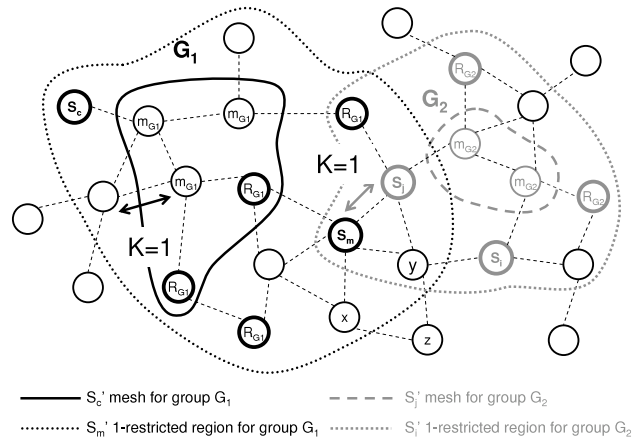 G1
RG2
G2
Sc
mG1
mG1
RG1
mG2
K=1
mG1
RG1
Sj
mG2
RG2
K=1
Sm
y
Si
RG1
x
RG1
z
Sc' mesh for group G1
Sj' mesh for group G2
Sm' 1-restricted region for group G1
Si' 1-restricted region for group G2